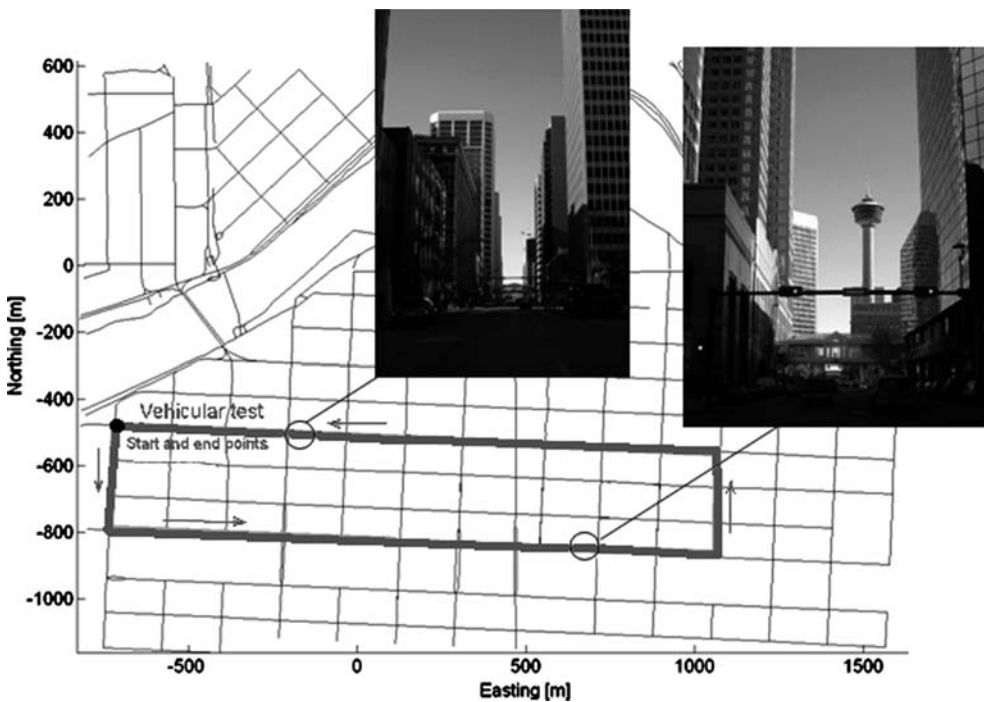 600
400
200
0
-200
-400
-600
-800
-1000
Northing [m]
Vehicular test
Start and end points
-500 0 500 1000 1500
Easting [m]